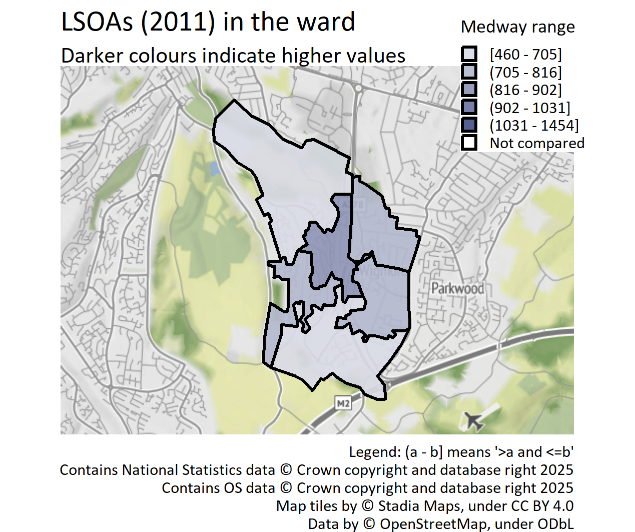 LSOAs (2011) in the ward
Darker colours indicate higher values
Medway range
[460 - 705]
(705 - 816]
(816 - 902]
(902 - 1031]
(1031 - 1454]
Not compared
Parkwood
M2
Legend: (a - b] means '>a and <=b'
Contains National Statistics data © Crown copyright and database right 2025
Contains OS data © Crown copyright and database right 2025
Map tiles by © Stadia Maps, under CC BY 4.0
Data by © OpenStreetMap, under ODbL